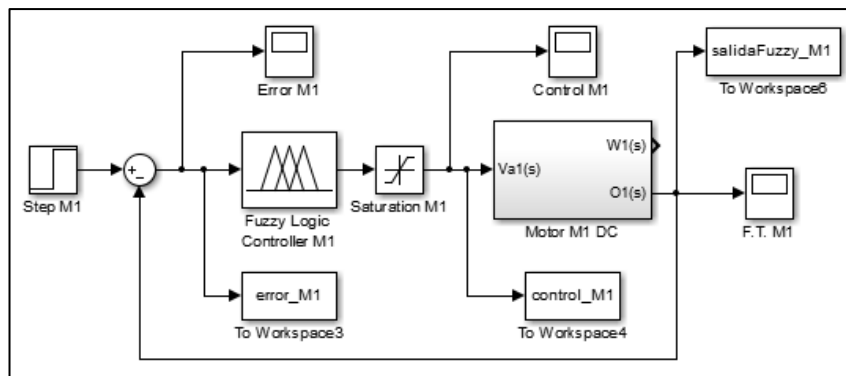 salidaFuzzy_M1
To Workspace6
Error M1
Control M1
W1(s)
Va1(s)
O1(s)
Step M1
+
-
Fuzzy Logic
Controller M1
Saturation M1
Motor M1 DC
F.T. M1
error_M1
To Workspace3
control_M1
To Workspace4